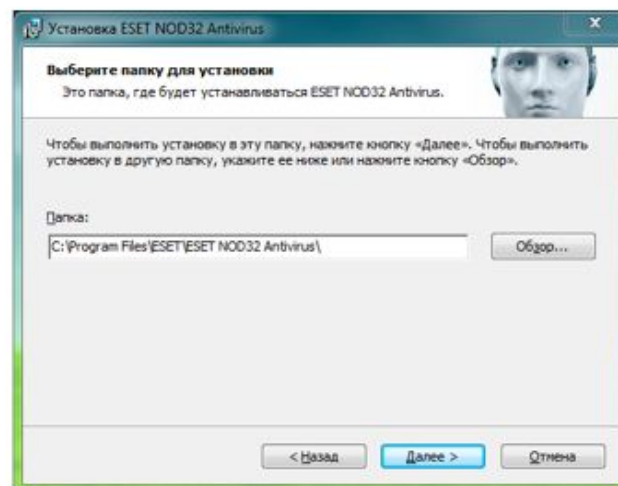 Установка ESET NOD32 Antivirus
Выберите папку для установки
Это папка, где будет устанавливаться ESET NOD32 Antivirus.
Чтобы выполнить установку в эту папку, нажмите кнопку «Далее». Чтобы выполнить
установку в другую папку, укажите ее ниже или нажмите кнопку «Обзор».
Папка:
C:\Program Files\ESET\ESET NOD32 Antivirus\
Обзор...
< Назад
Далее >
Отмена